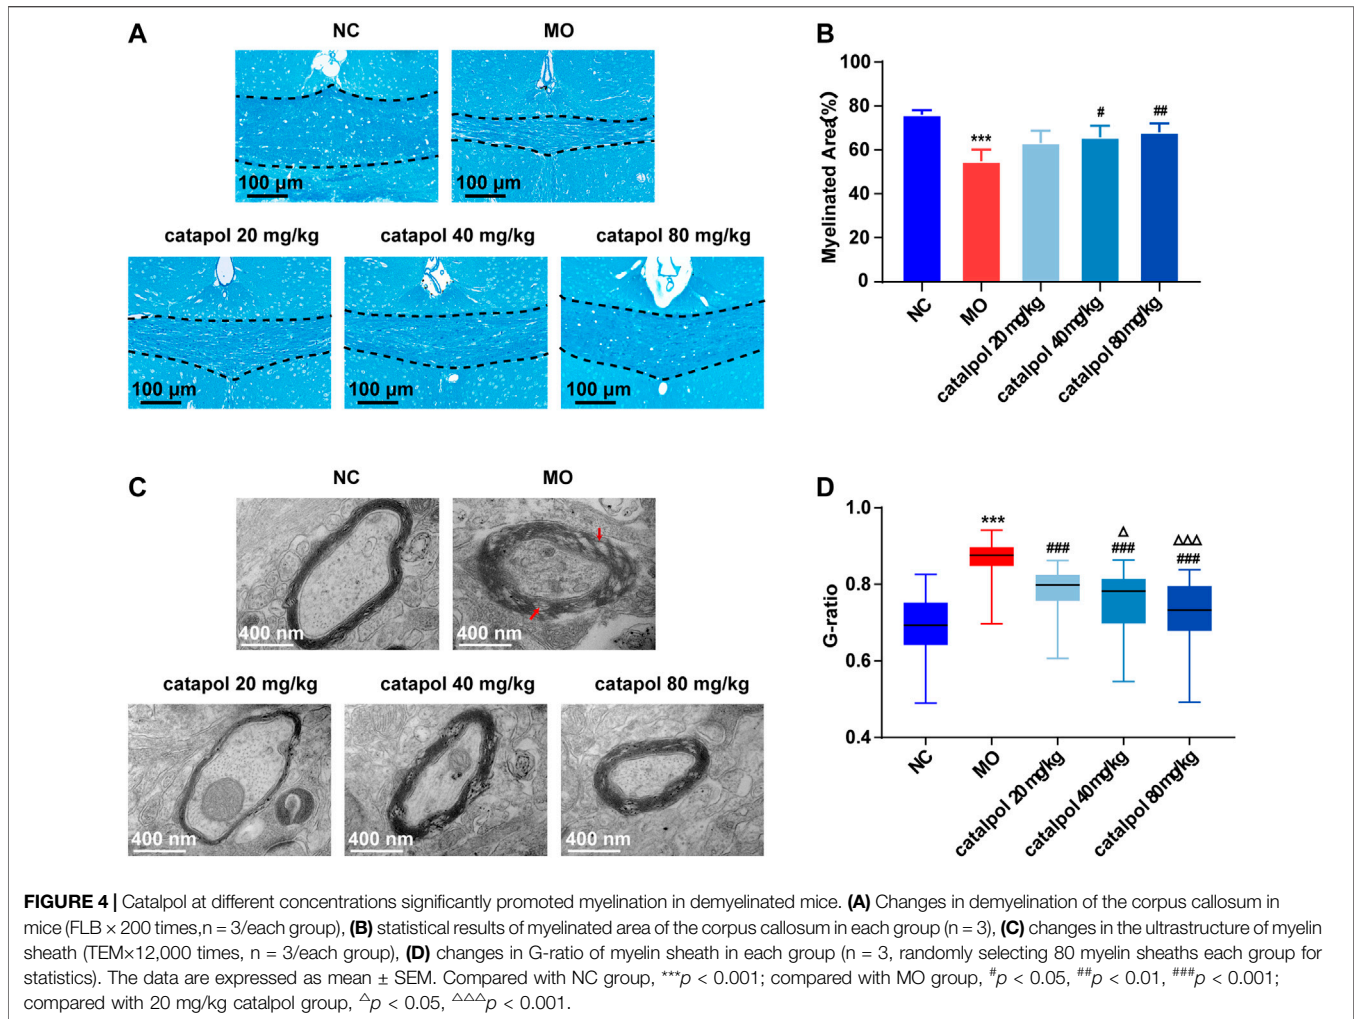 A
NC
MO
100 µm
100 µm
catapol 20 mg/kg
catapol 40 mg/kg
catapol 80 mg/kg
100 µm
100 µm
100 µm
B
Myelinated Area(%)
100
80
60
40
20
0
***
#
##
NC
MO
catalpol 20mg/kg
catalpol 40mg/kg
catalpol 80mg/kg
C
NC
MO
400 nm
400 nm
catapol 20 mg/kg
catapol 40 mg/kg
catapol 80 mg/kg
400 nm
400 nm
400 nm
D
G-ratio
1.0
0.8
0.6
0.4
***
###
△
###
△△△
###
NC
MO
catalpol 20mg/kg
catalpol 40mg/kg
catalpol 80mg/kg
FIGURE 4 | Catalpol at different concentrations significantly promoted myelination in demyelinated mice. (A) Changes in demyelination of the corpus callosum in
mice (FLB × 200 times,n = 3/each group), (B) statistical results of myelinated area of the corpus callosum in each group (n = 3), (C) changes in the ultrastructure of myelin
sheath (TEM×12,000 times, n = 3/each group), (D) changes in G-ratio of myelin sheath in each group (n = 3, randomly selecting 80 myelin sheaths each group for
statistics). The data are expressed as mean ± SEM. Compared with NC group, ***p < 0.001; compared with MO group, #p < 0.05, ##p < 0.01, ###p < 0.001;
compared with 20 mg/kg catalpol group, △p < 0.05, △△△p < 0.001.